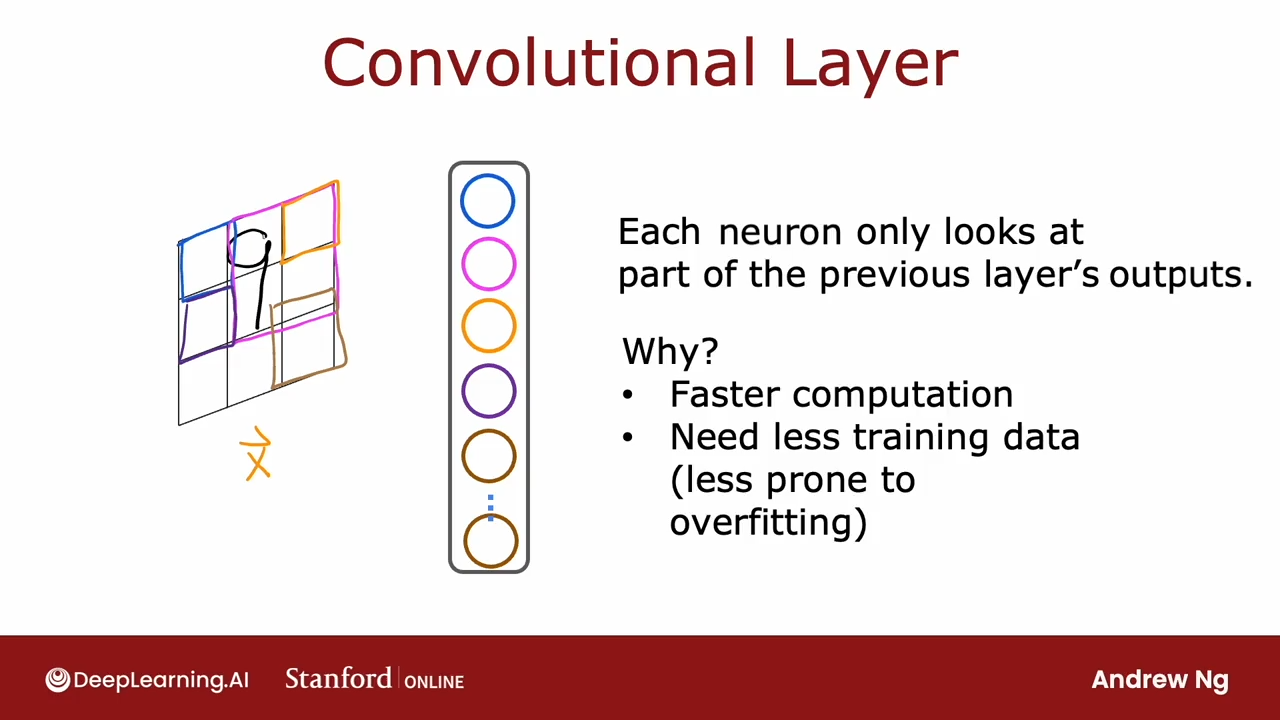 Convolutional Layer
9
x
Each neuron only looks at
part of the previous layer’s outputs.
Why?
• Faster computation
• Need less training data
(less prone to
overfitting)
DeepLearning.AI
Stanford | ONLINE
Andrew Ng